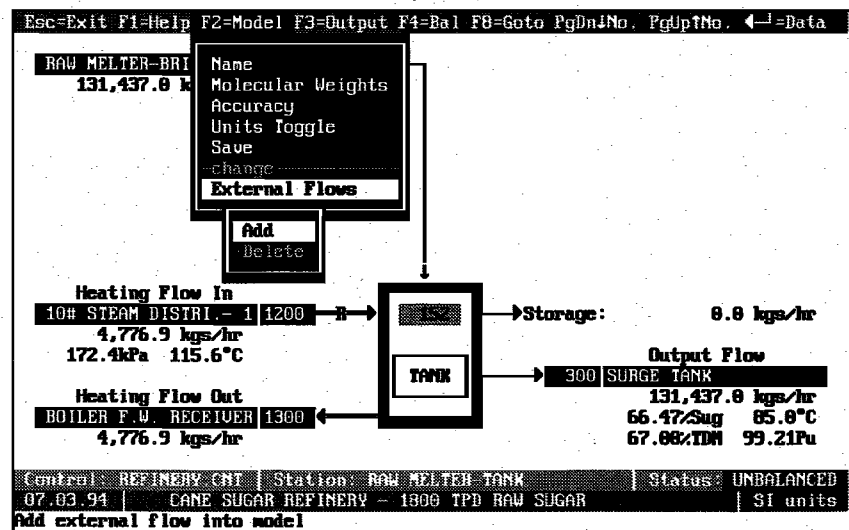 Esc=Exit F1=Help F2=Model F3=Output F4=Bal F8=Goto PgDn↓No. PgUp↑No. ◄─┘=Data
RAW MELTER-BRI
131,437.0 k
Name
Molecular Weights
Accuracy
Units Toggle
Save
change
External Flows
Add
Delete
Heating Flow In
10# STEAM DISTRI.- 1 1200 R
4,776.9 kgs/hr
172.4kPa 115.6°C
Heating Flow Out
BOILER F.W. RECEIVER 1300
4,776.9 kgs/hr
152
TANK
Storage: 0.0 kgs/hr
Output Flow
300 SURGE TANK
131,437.0 kgs/hr
66.47%Sug 85.0°C
67.00%TDM 99.21Pu
Control: REFINERY CNT Station: RAW MELTER TANK Status: UNBALANCED
07.03.94 CANE SUGAR REFINERY - 1800 TPD RAW SUGAR SI units
Add external flow into model